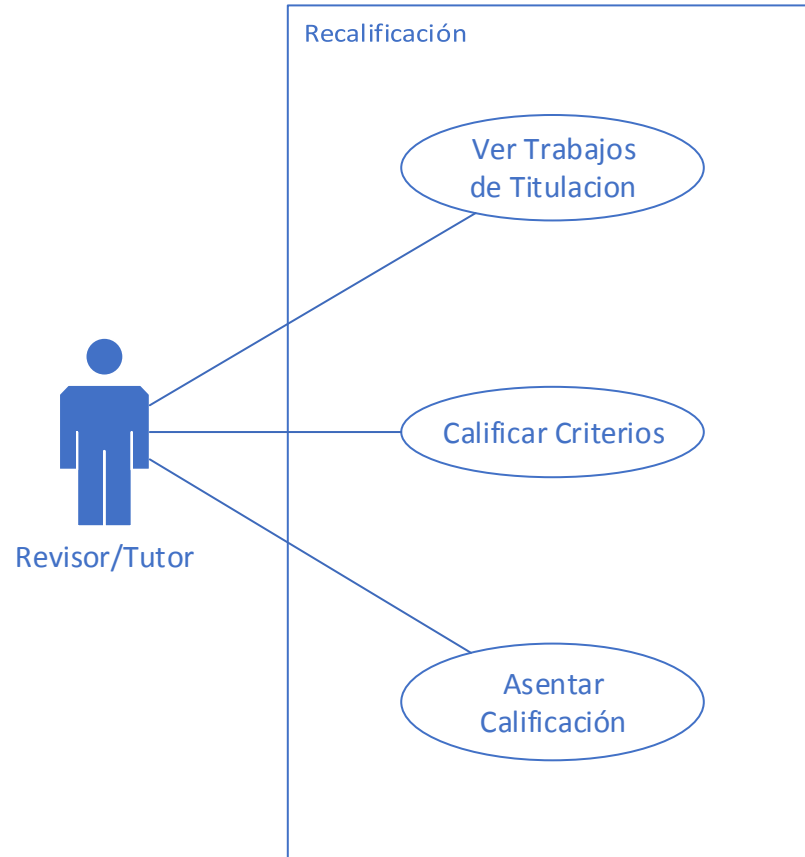 Recalificación
Ver Trabajos
de Titulacion
Calificar Criterios
Revisor/Tutor
Asentar
Calificación